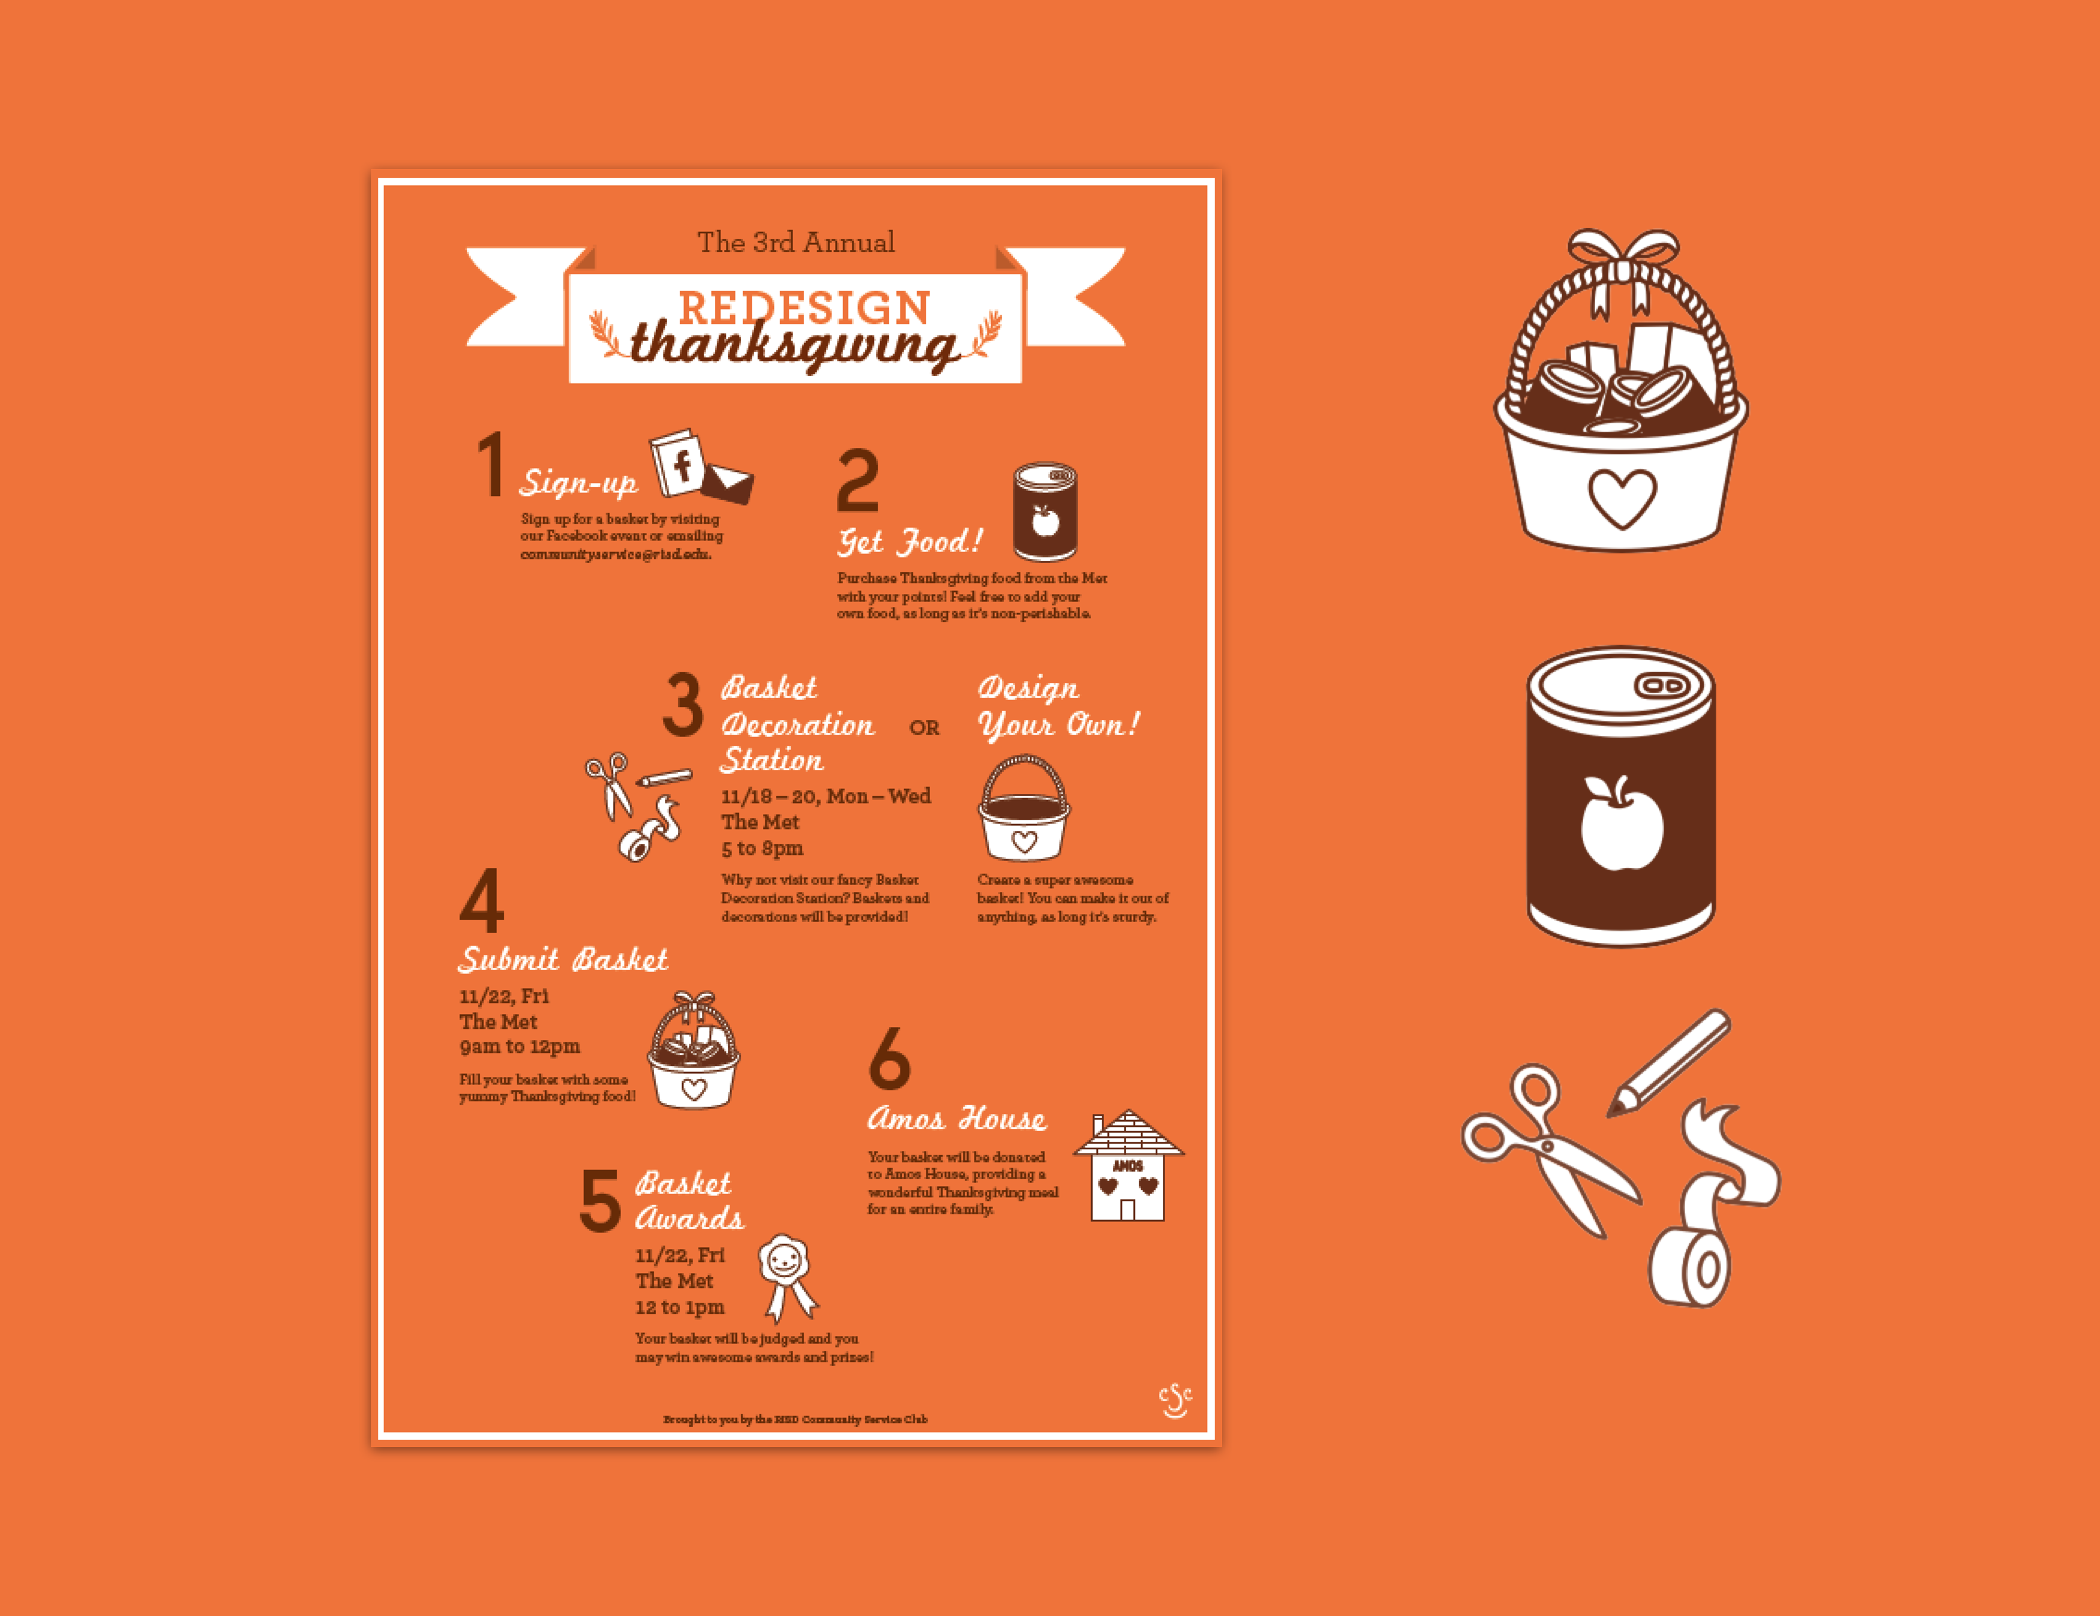 The 3rd Annual
REDESIGN
thanksgiving
1
Sign-up
f
Sign up for a basket by visiting
our Facebook event or emailing
communityservice@risd.edu.
2
Get Food!
Purchase Thanksgiving food from the Met
with your points! Feel free to add your
own food, as long as it's non-perishable.
3
Basket
Decoration
Station
11/18 – 20, Mon – Wed
The Met
5 to 8pm
Why not visit our fancy Basket
Decoration Station? Baskets and
decorations will be provided!
OR
Design
Your Own!
Create a super awesome
basket! You can make it out of
anything, as long it's sturdy.
4
Submit Basket
11/22, Fri
The Met
9am to 12pm
Fill your basket with some
yummy Thanksgiving food!
5
Basket
Awards
11/22, Fri
The Met
12 to 1pm
Your basket will be judged and you
may win awesome awards and prizes!
6
Amos House
Your basket will be donated
to Amos House, providing a
wonderful Thanksgiving meal
for an entire family.
AMOS
Brought to you by the RISD Community Service Club
cSc